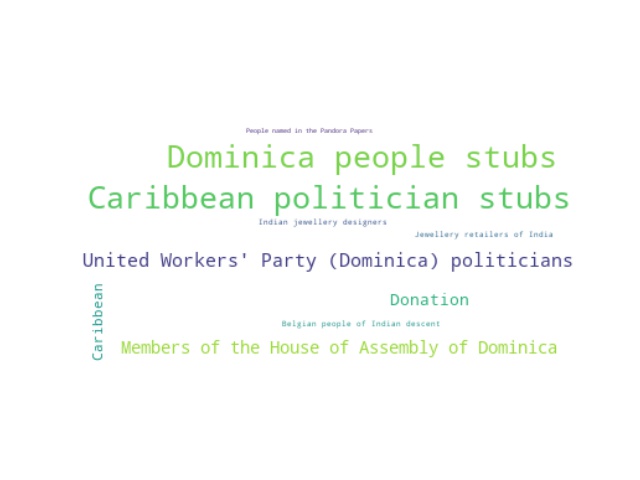 People named in the Pandora Papers
Dominica people stubs
Caribbean politician stubs
Indian jewellery designers
Jewellery retailers of India
United Workers' Party (Dominica) politicians
Caribbean
Donation
Belgian people of Indian descent
Members of the House of Assembly of Dominica